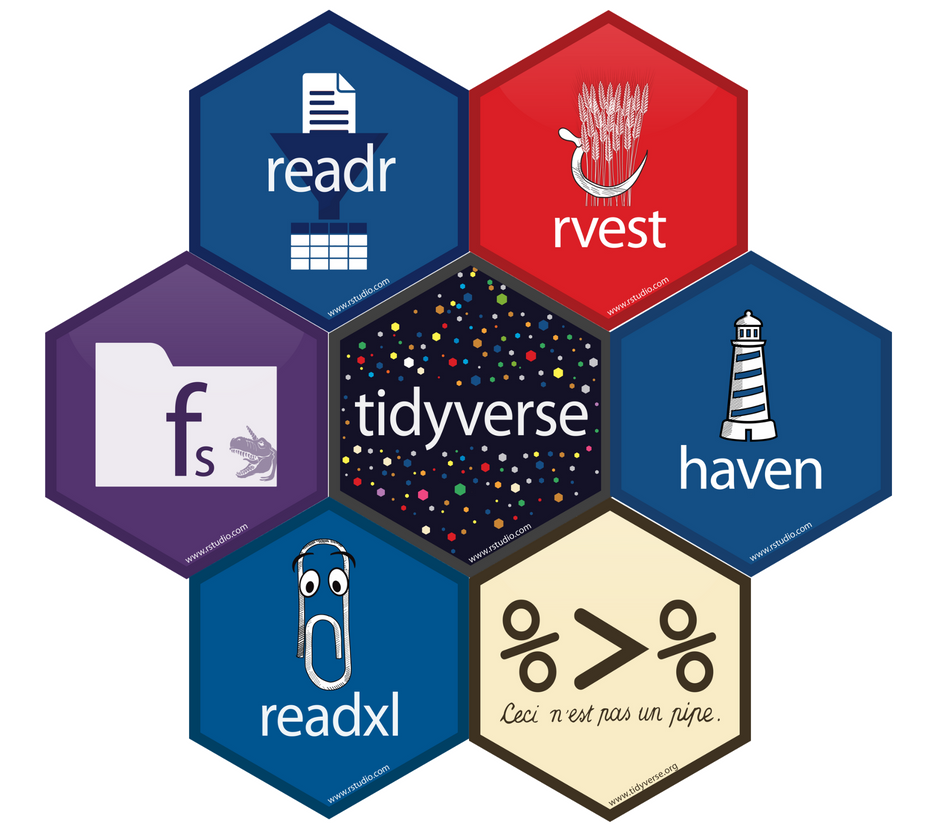 readr
www.rstudio.com
rvest
www.rstudio.com
fs
www.rstudio.com
tidyverse
www.rstudio.com
haven
www.rstudio.com
readxl
www.rstudio.com
%>%
Ceci n'est pas un pipe.
www.tidyverse.org